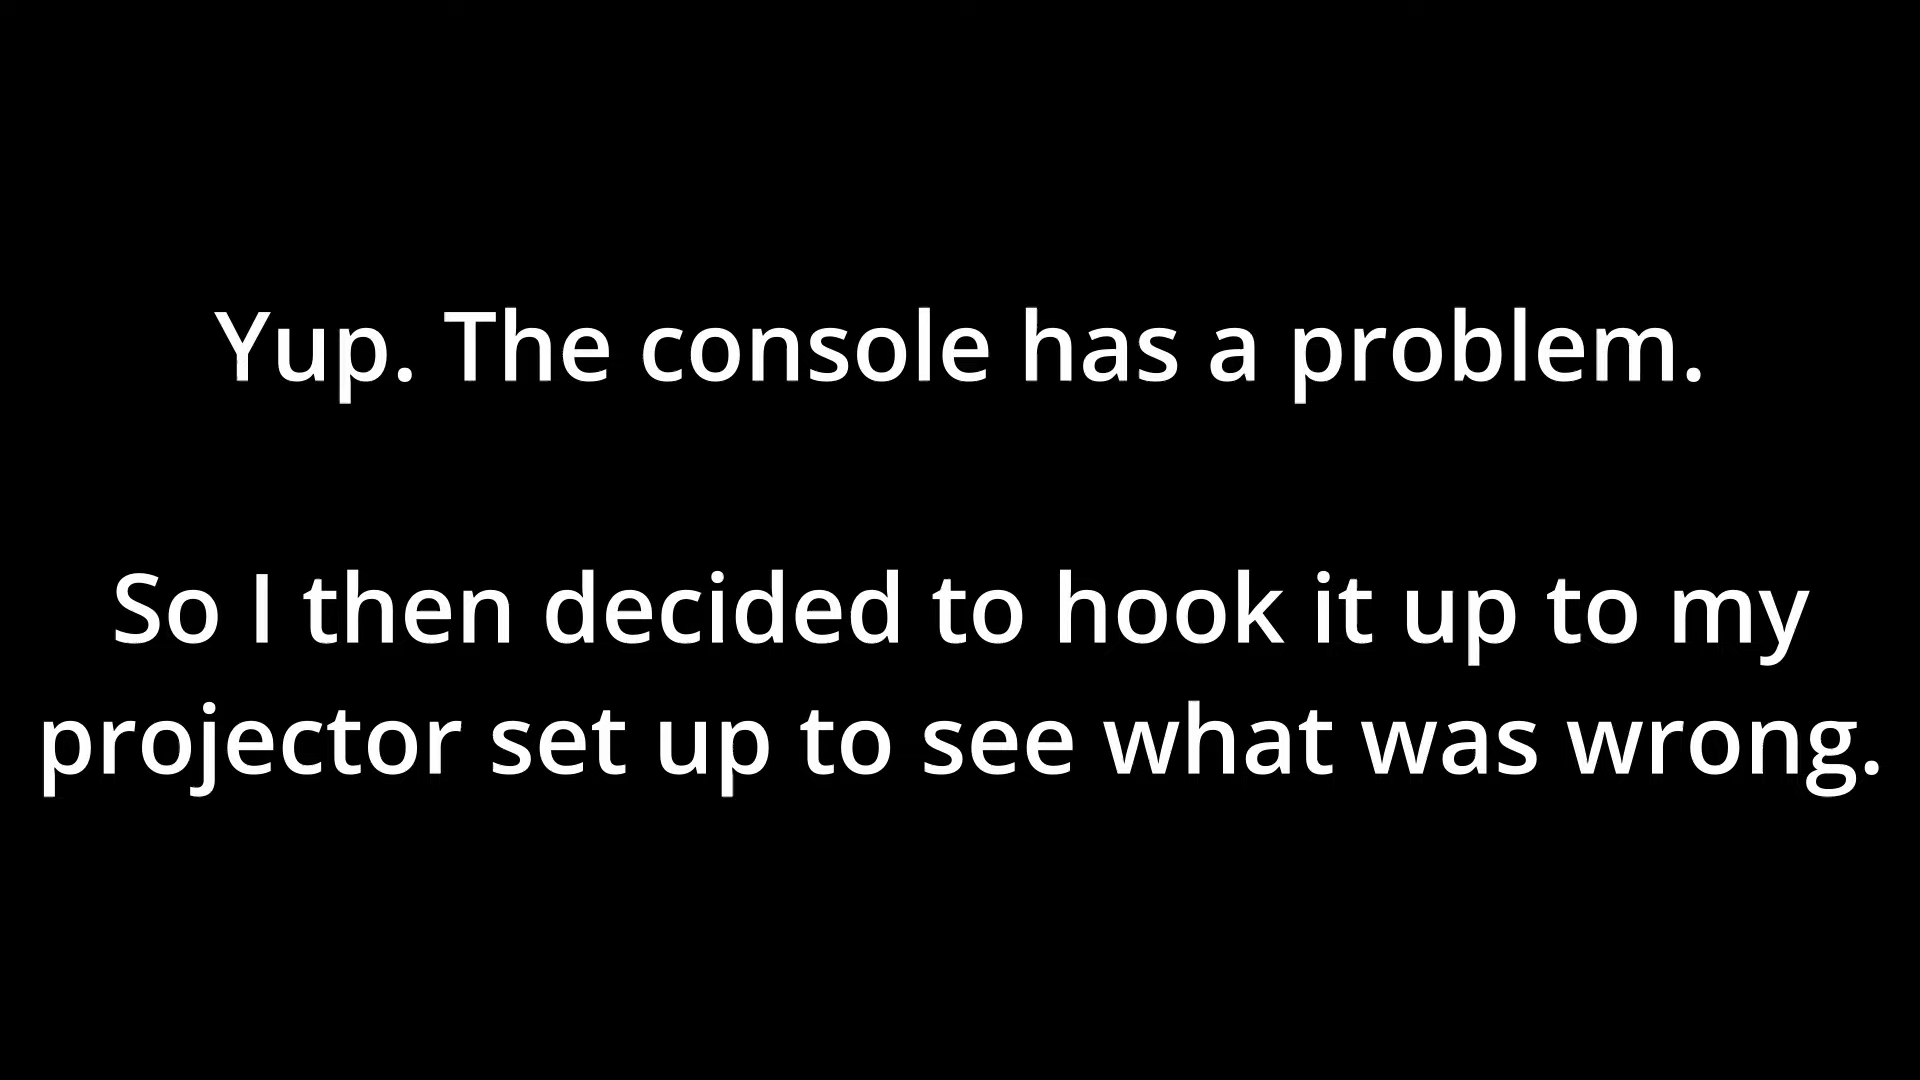 Yup. The console has a problem.
So I then decided to hook it up to my
projector set up to see what was wrong.